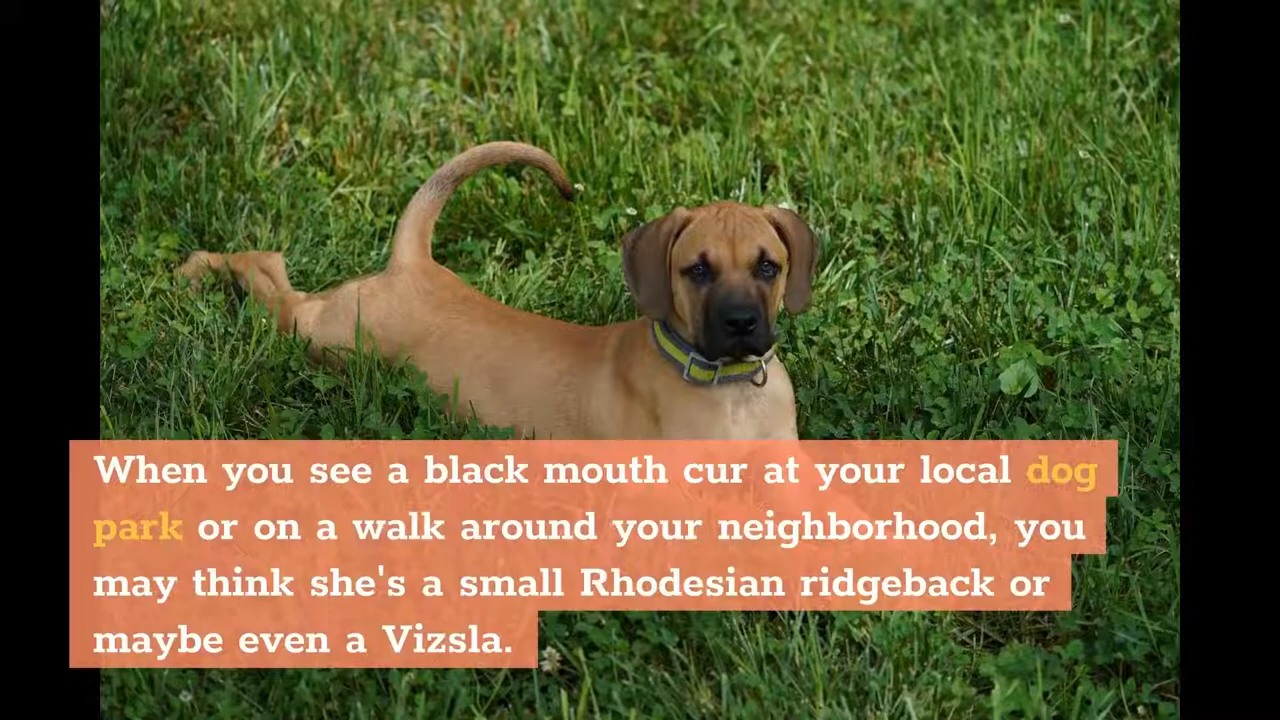 When you see a black mouth cur at your local dog
park or on a walk around your neighborhood, you
may think she's a small Rhodesian ridgeback or
maybe even a Vizsla.